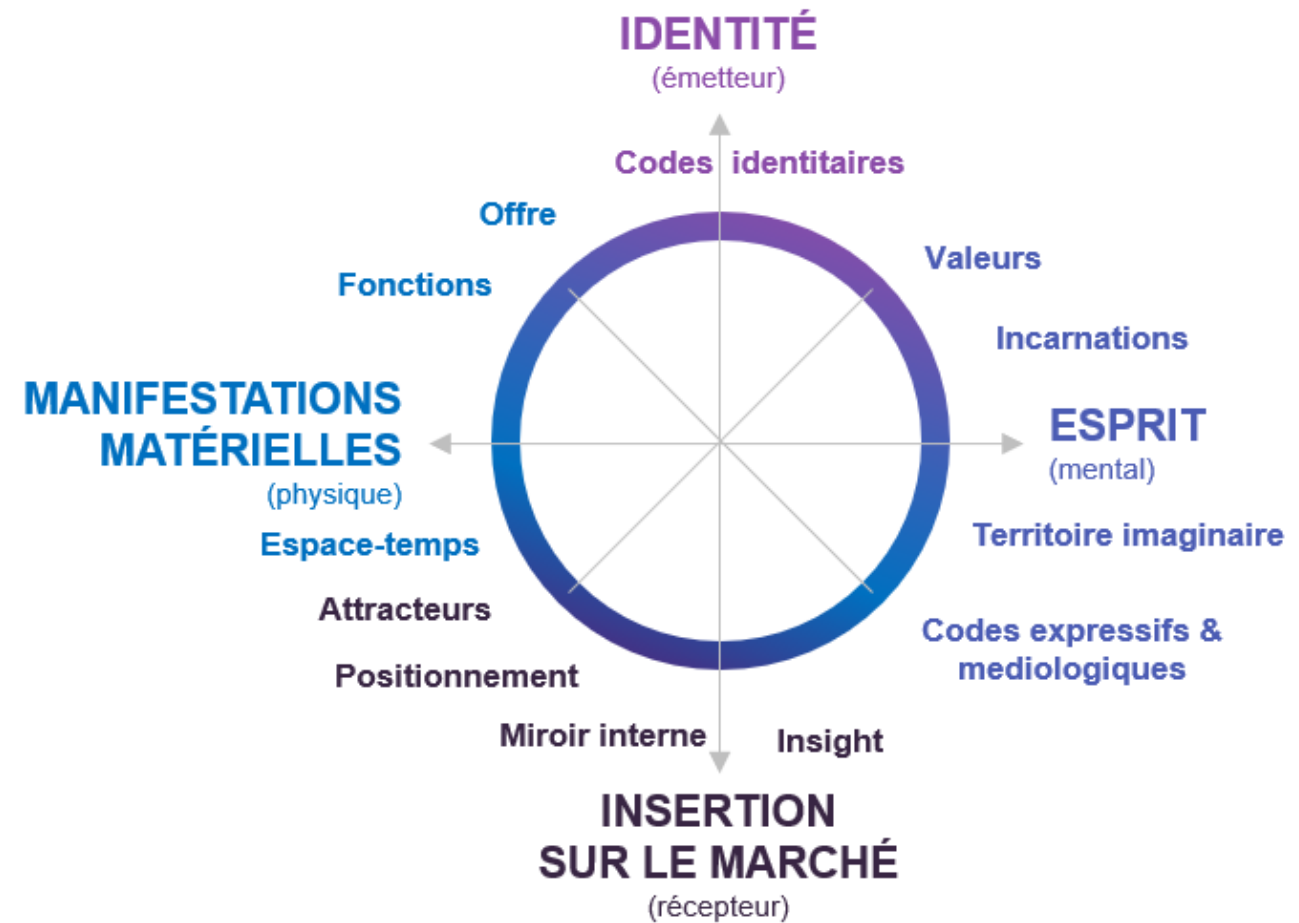 IDENTITÉ
(émetteur)
Codes identitaires
Offre
Valeurs
Fonctions
Incarnations
MANIFESTATIONS
MATÉRIELLES
(physique)
ESPRIT
(mental)
Espace-temps
Territoire imaginaire
Attracteurs
Codes expressifs &
mediologiques
Positionnement
Miroir interne
Insight
INSERTION
SUR LE MARCHÉ
(récepteur)